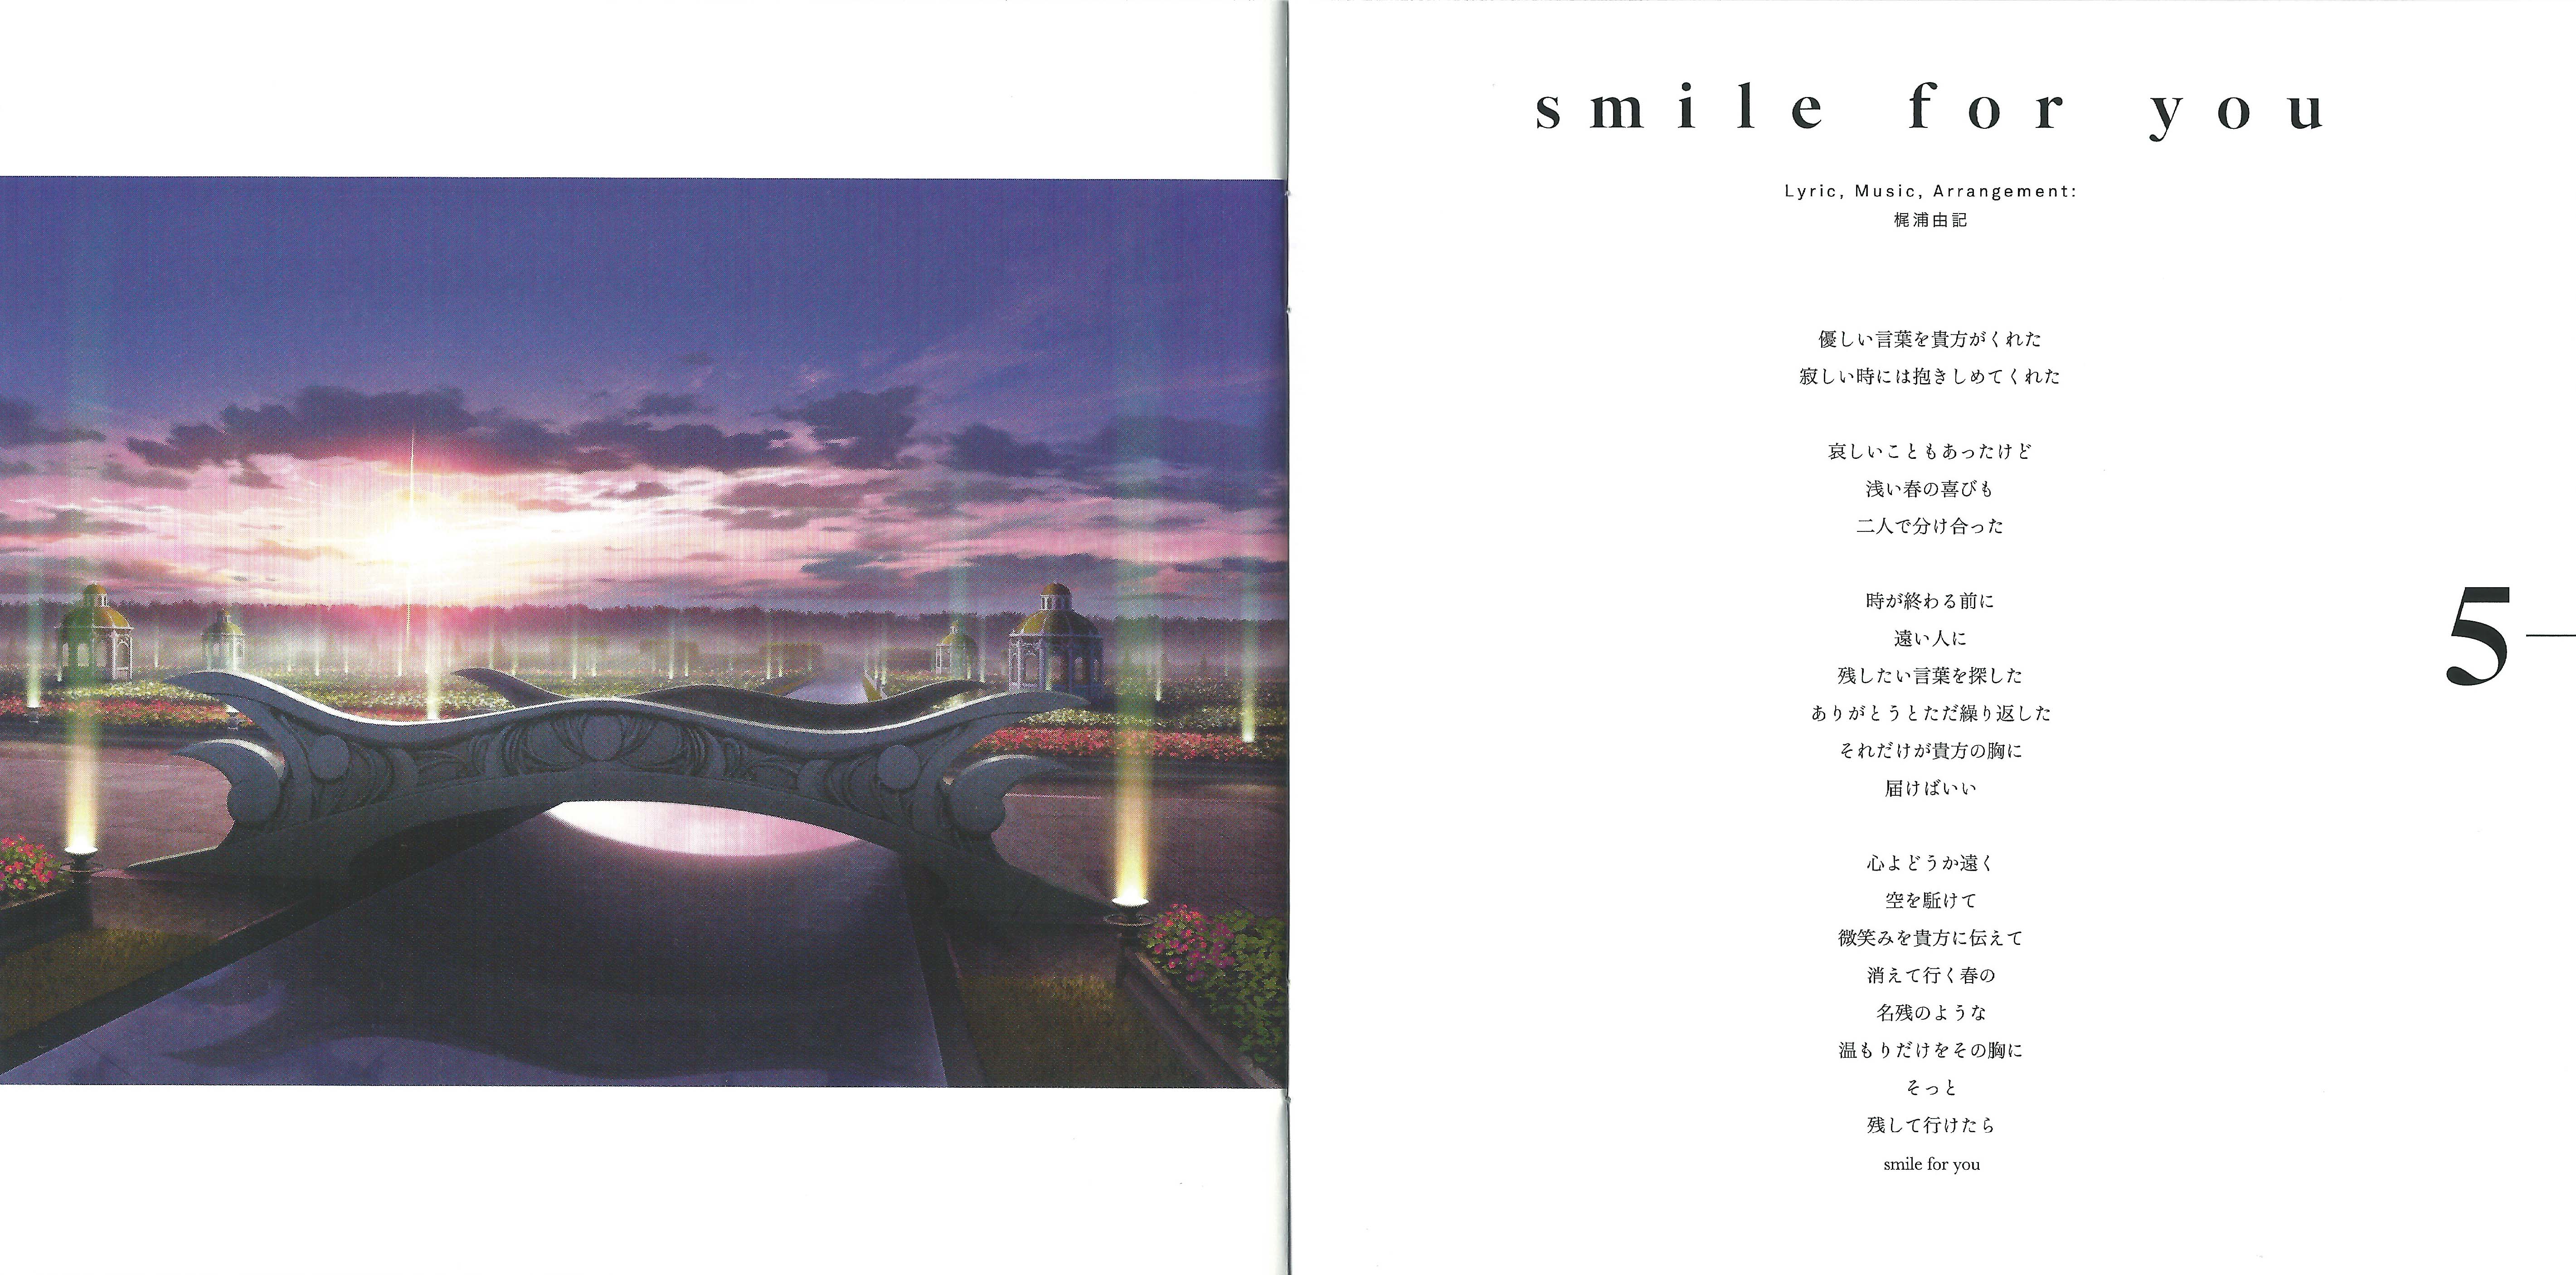 smile for you
Lyric, Music, Arrangement:
梶浦由記
優しい言葉を貴方がくれた
寂しい時には抱きしめてくれた
哀しいこともあったけど
浅い春の喜びも
二人で分け合った
時が終わる前に
遠い人に
残したい言葉を探した
ありがとうとただ繰り返した
それだけが貴方の胸に
届けばいい
心よどうか遠く
空を駈けて
微笑みを貴方に伝えて
消えて行く春の
名残のような
温もりだけをその胸に
そっと
残して行けたら
smile for you
5